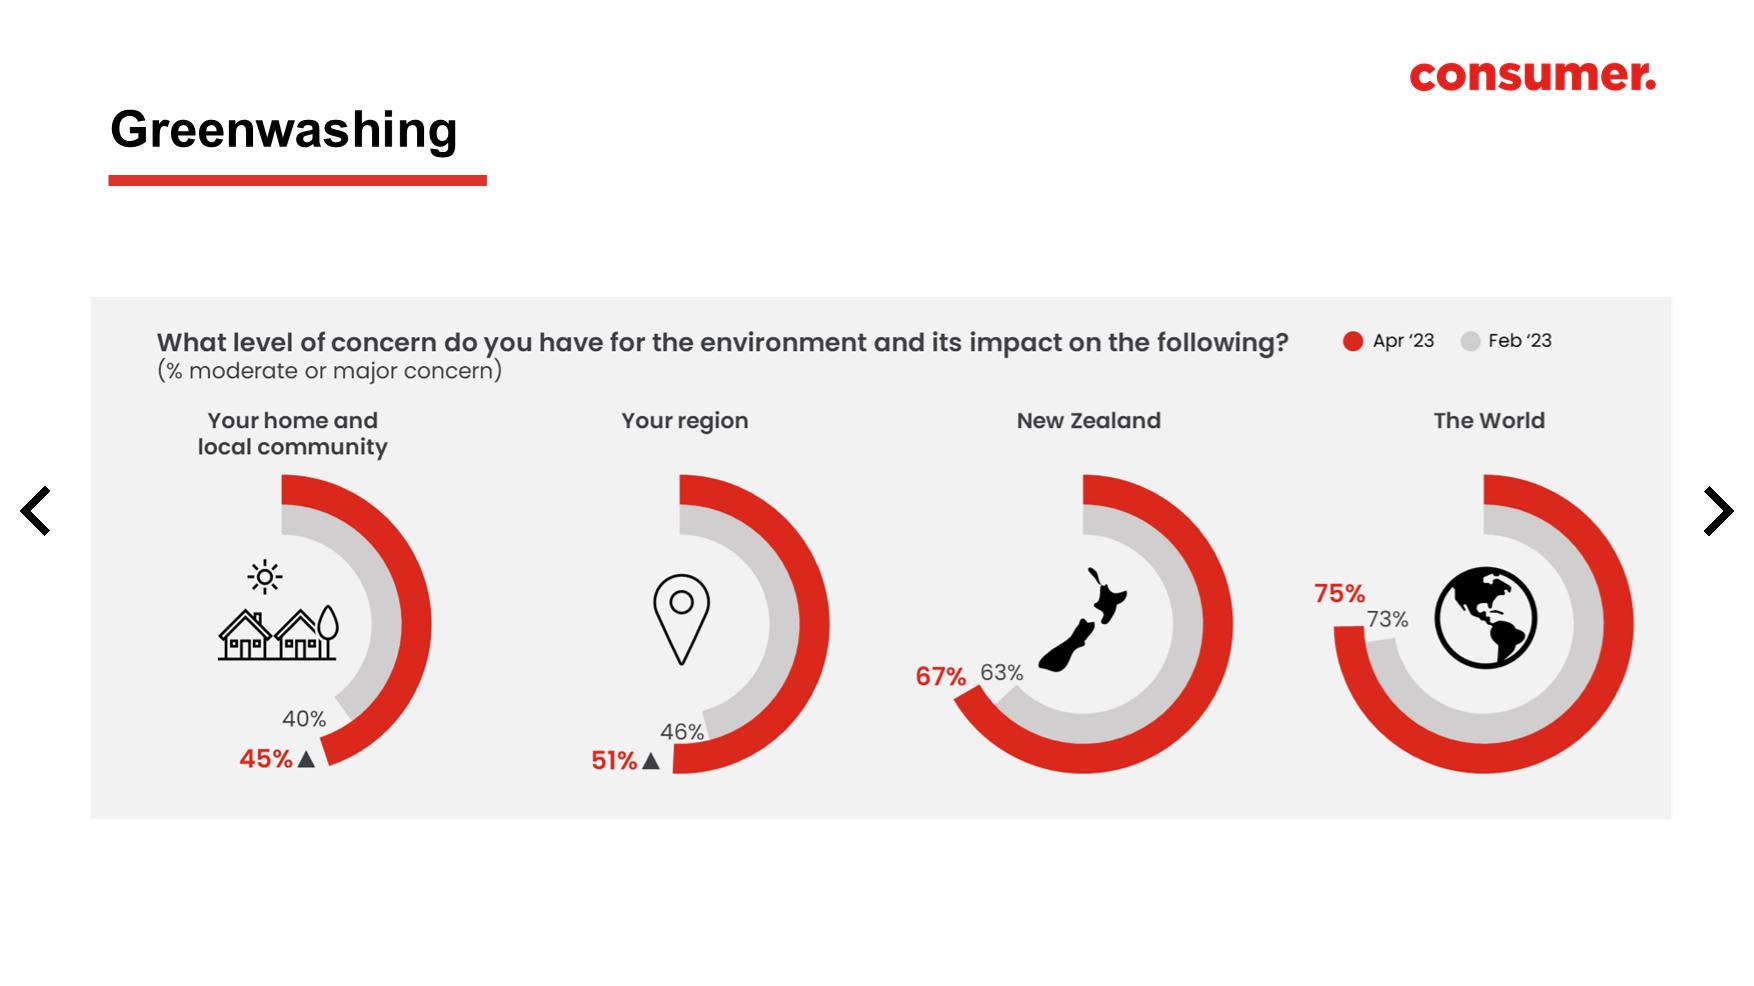 consumer.
Greenwashing
What level of concern do you have for the environment and its impact on the following?
(% moderate or major concern)
Apr ‘23
Feb ‘23
Your home and
local community
Your region
New Zealand
The World
40%
45%▲
46%
51%▲
67%
63%
75%
73%